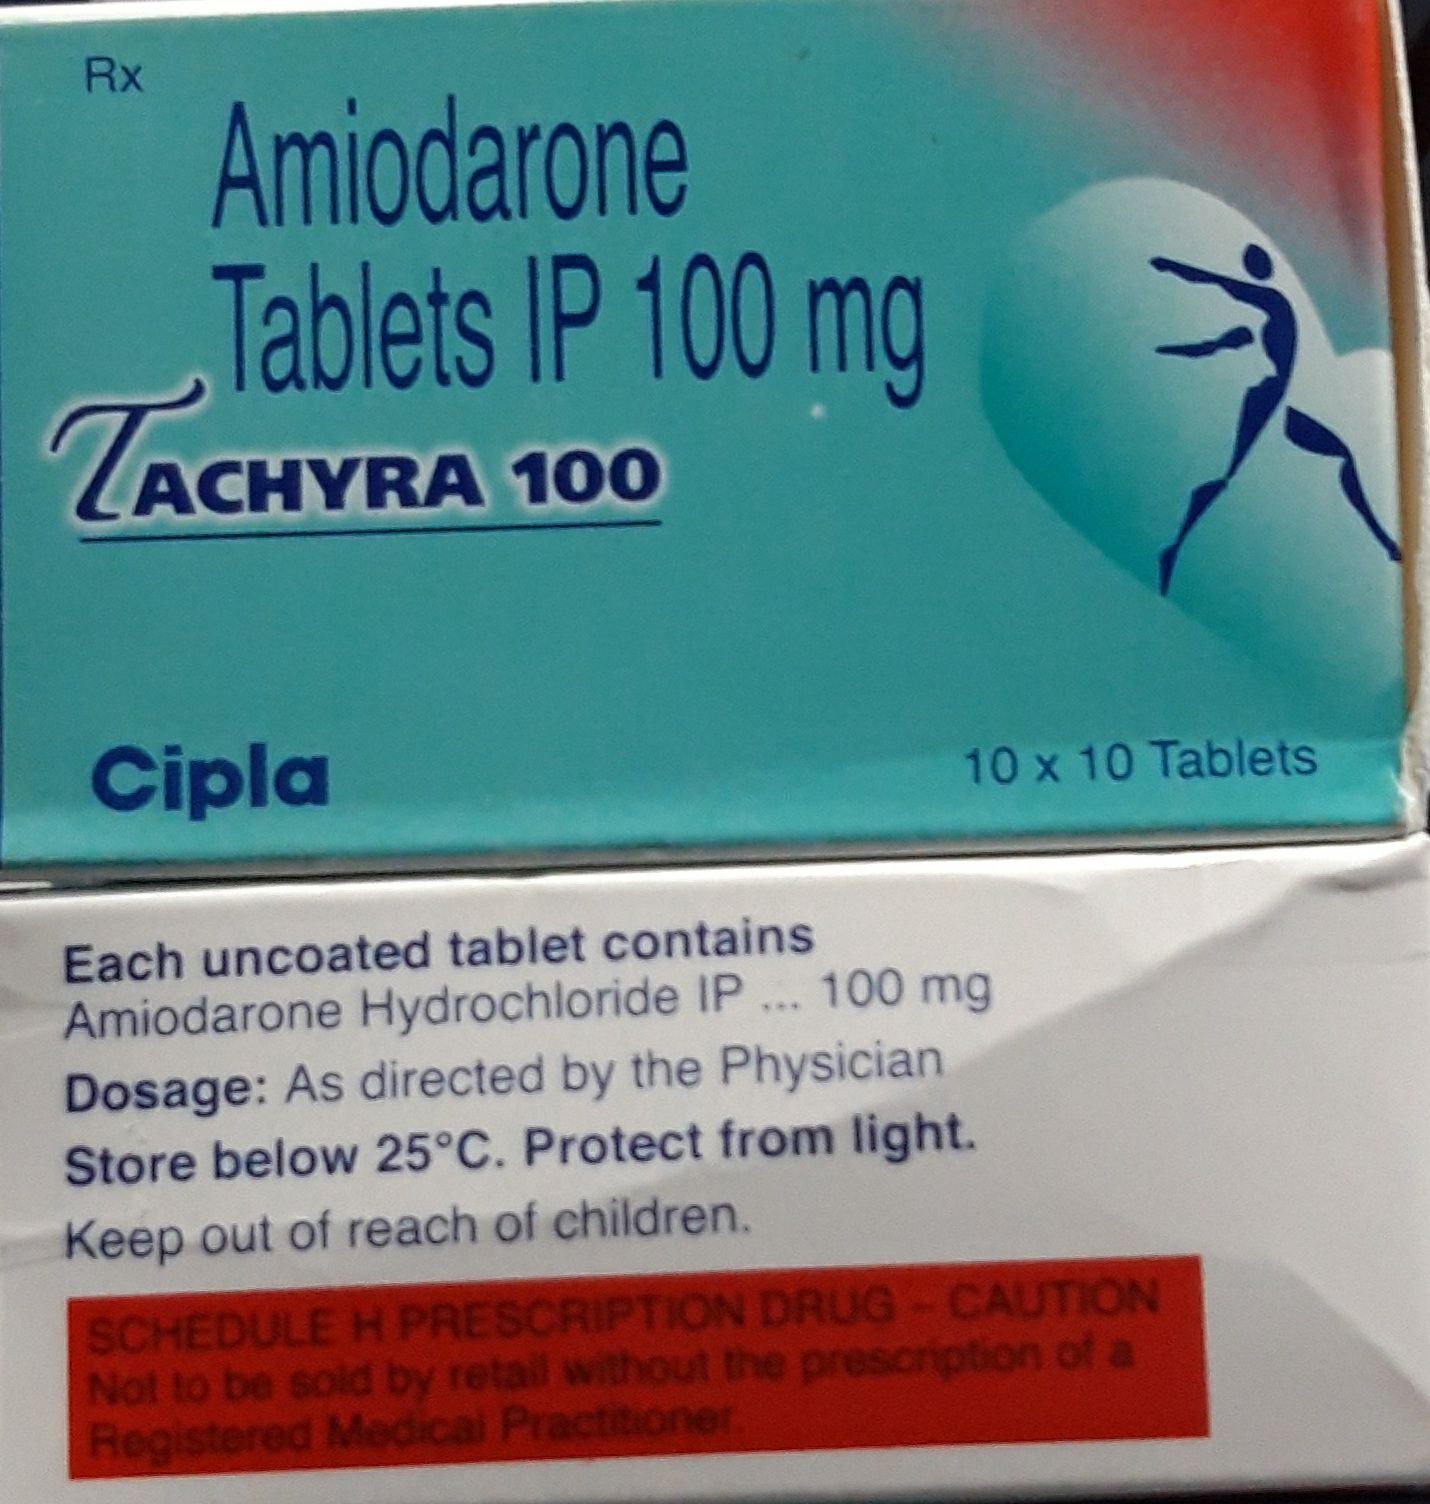 Rx
Amiodarone
Tablets IP 100 mg
TACHYRA 100
Cipla
10 x 10 Tablets
Each uncoated tablet contains
Amiodarone Hydrochloride IP ... 100 mg
Dosage: As directed by the Physician
Store below 25°C. Protect from light.
Keep out of reach of children.
SCHEDULE H PRESCRIPTION DRUG – CAUTION
Not to be sold by retail without the prescription of a
Registered Medical Practitioner.